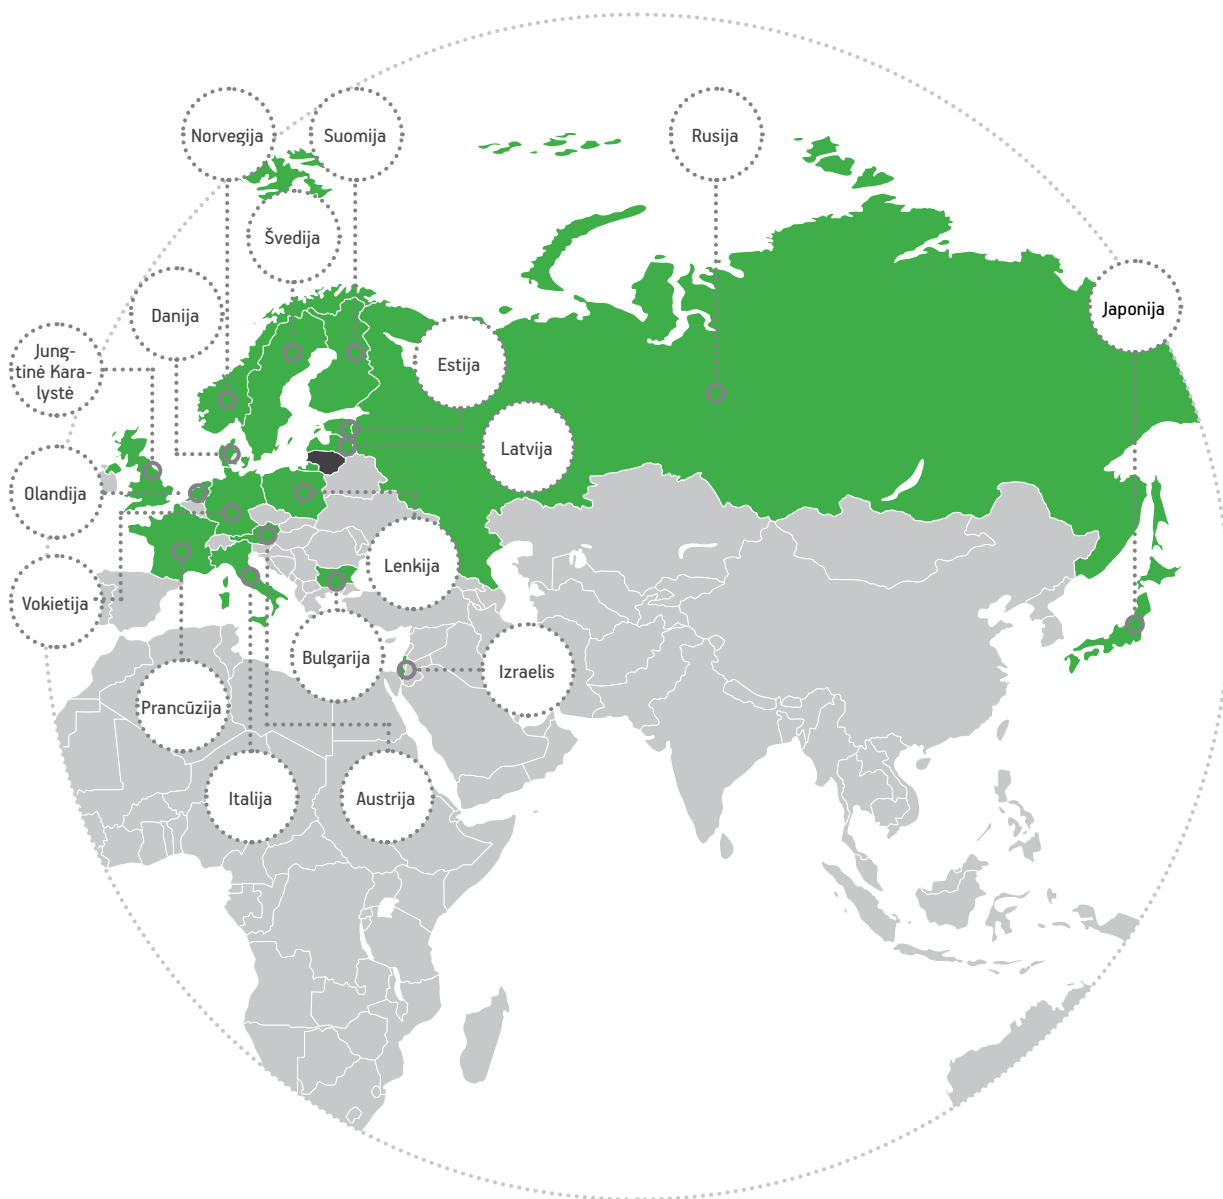 Norvegija
Suomija
Rusija
Švedija
Danija
Japonija
Jung-
tinė Kara-
lystė
Estija
Latvija
Olandija
Lenkija
Vokietija
Bulgarija
Izraelis
Prancūzija
Italija
Austrija